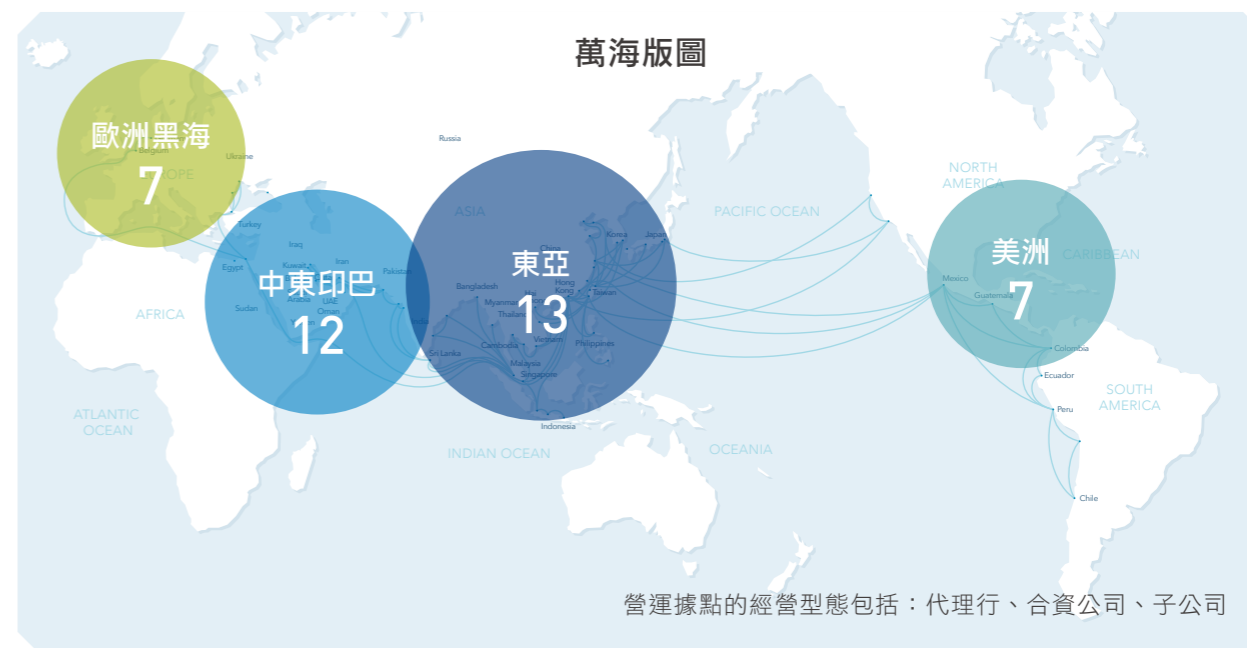 萬海版圖
歐洲黑海
7
Belgium
Ukraine
Russia
Turkey
中東印巴
12
Iraq
Iran
Kuwait
Pakistan
Egypt
Arabia
UAE
Oman
Sudan
Sri Lanka
東亞
13
ASIA
China
Korea
Japan
Hong
Kong
Taiwan
Bangladesh
Myanmar
Thailand
Cambodia
Vietnam
Philippines
Malaysia
Singapore
Indonesia
美洲
7
NORTH
AMERICA
CARIBBEAN
Mexico
Guatemala
Colombia
Ecuador
Peru
Chile
SOUTH
AMERICA
PACIFIC OCEAN
AFRICA
ATLANTIC
OCEAN
INDIAN OCEAN
OCEANIA
營運據點的經營型態包括：代理行、合資公司、子公司